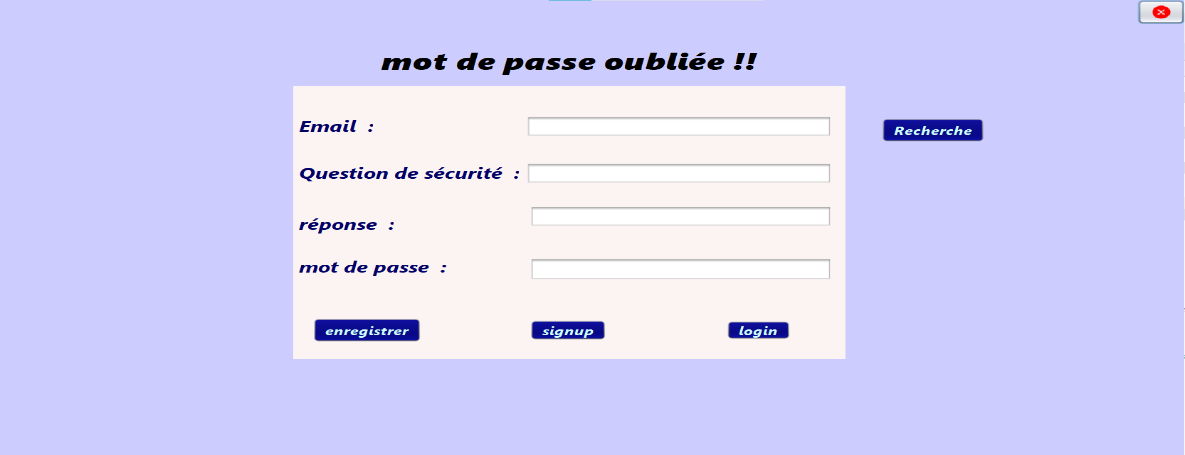 mot de passe oubliée !!
Email :
Recherche
Question de sécurité :
réponse :
mot de passe :
enregistrer signup login